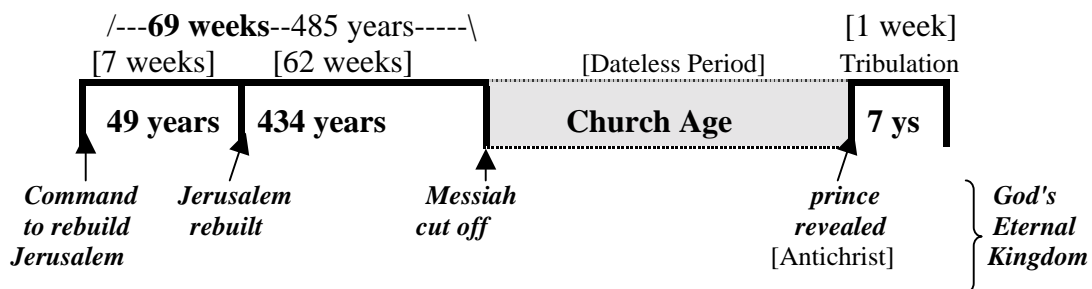 /---69 weeks--485 years-----\ [1 week]
[7 weeks] [62 weeks] [Dateless Period] Tribulation
49 years 434 years Church Age 7 ys
Command Jerusalem Messiah prince God's
to rebuild rebuilt cut off revealed Eternal
Jerusalem [Antichrist] Kingdom